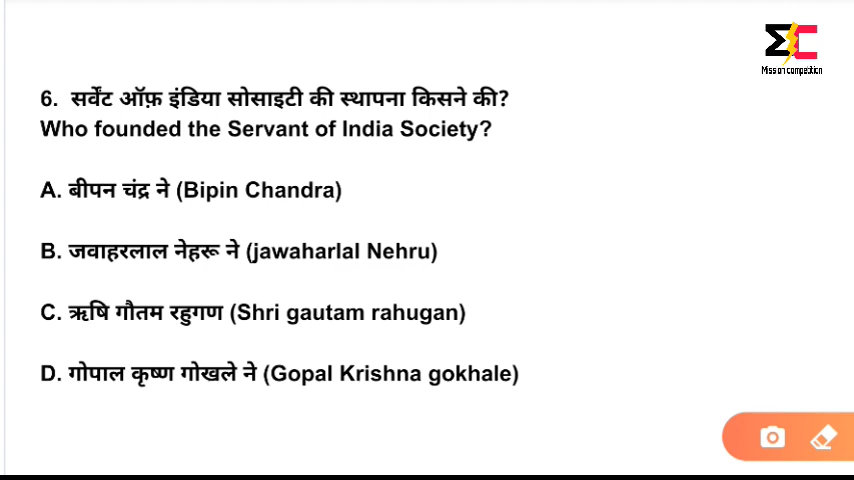 Mission competition
6. सर्वेंट ऑफ़ इंडिया सोसाइटी की स्थापना किसने की?
Who founded the Servant of India Society?
A. बीपन चंद्र ने (Bipin Chandra)
B. जवाहरलाल नेहरू ने (jawaharlal Nehru)
C. ऋषि गौतम रहुगण (Shri gautam rahugan)
D. गोपाल कृष्ण गोखले ने (Gopal Krishna gokhale)